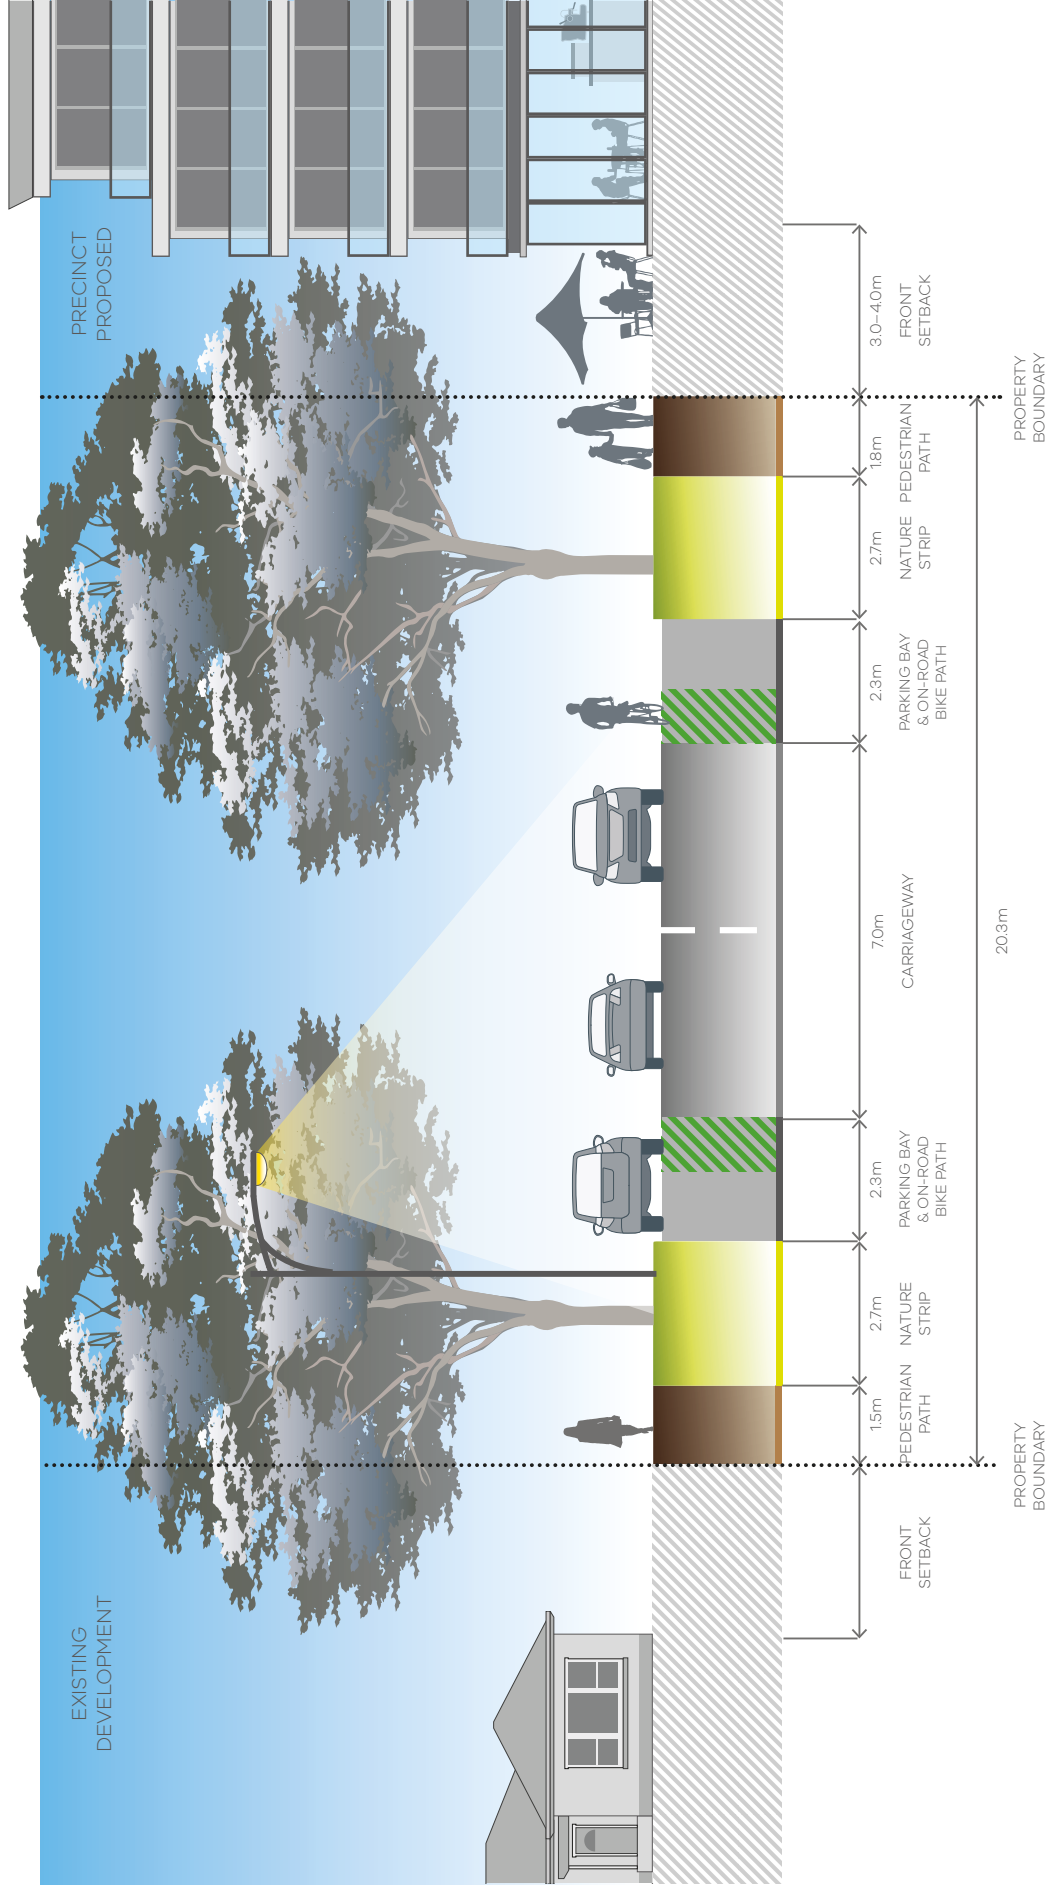 EXISTING
DEVELOPMENT
PRECINCT
PROPOSED
1.5m
2.7m
2.3m
7.0m
2.3m
2.7m
1.8m
3.0–4.0m
FRONT
SETBACK
PEDESTRIAN
PATH
NATURE
STRIP
PARKING BAY
& ON-ROAD
BIKE PATH
CARRIAGEWAY
PARKING BAY
& ON-ROAD
BIKE PATH
NATURE
STRIP
PEDESTRIAN
PATH
FRONT
SETBACK
20.3m
PROPERTY
BOUNDARY
PROPERTY
BOUNDARY